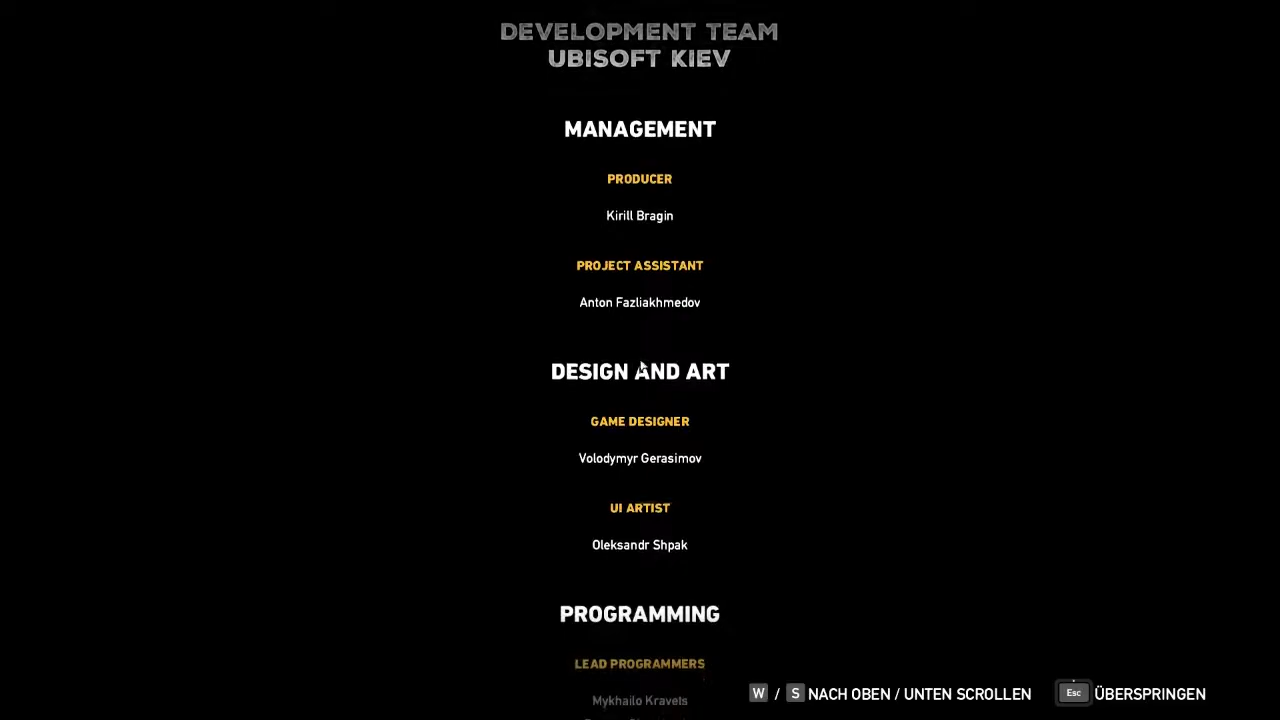 DEVELOPMENT TEAM
UBISOFT KIEV
MANAGEMENT
PRODUCER
Kirill Bragin
PROJECT ASSISTANT
Anton Fazliakhmedov
DESIGN AND ART
GAME DESIGNER
Volodymyr Gerasimov
UI ARTIST
Oleksandr Shpak
PROGRAMMING
LEAD PROGRAMMERS
Mykhailo Kravets
W / S NACH OBEN / UNTEN SCROLLEN Esc ÜBERSPRINGEN